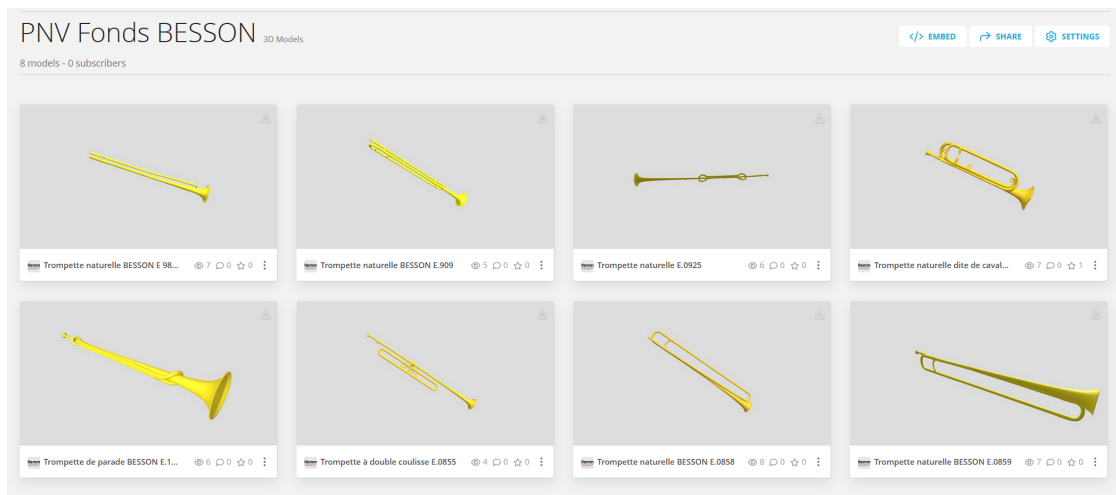 PNV Fonds BESSON 3D Models
</> EMBED SHARE SETTINGS
8 models - 0 subscribers
Trompette naturelle BESSON E 98... 7 0 0
Trompette naturelle BESSON E.909 5 0 0
Trompette naturelle E.0925 6 0 0
Trompette naturelle dite de caval... 7 0 1
Trompette de parade BESSON E.1... 6 0 0
Trompette à double coulisse E.0855 4 0 0
Trompette naturelle BESSON E.0858 8 0 0
Trompette naturelle BESSON E.0859 7 0 0